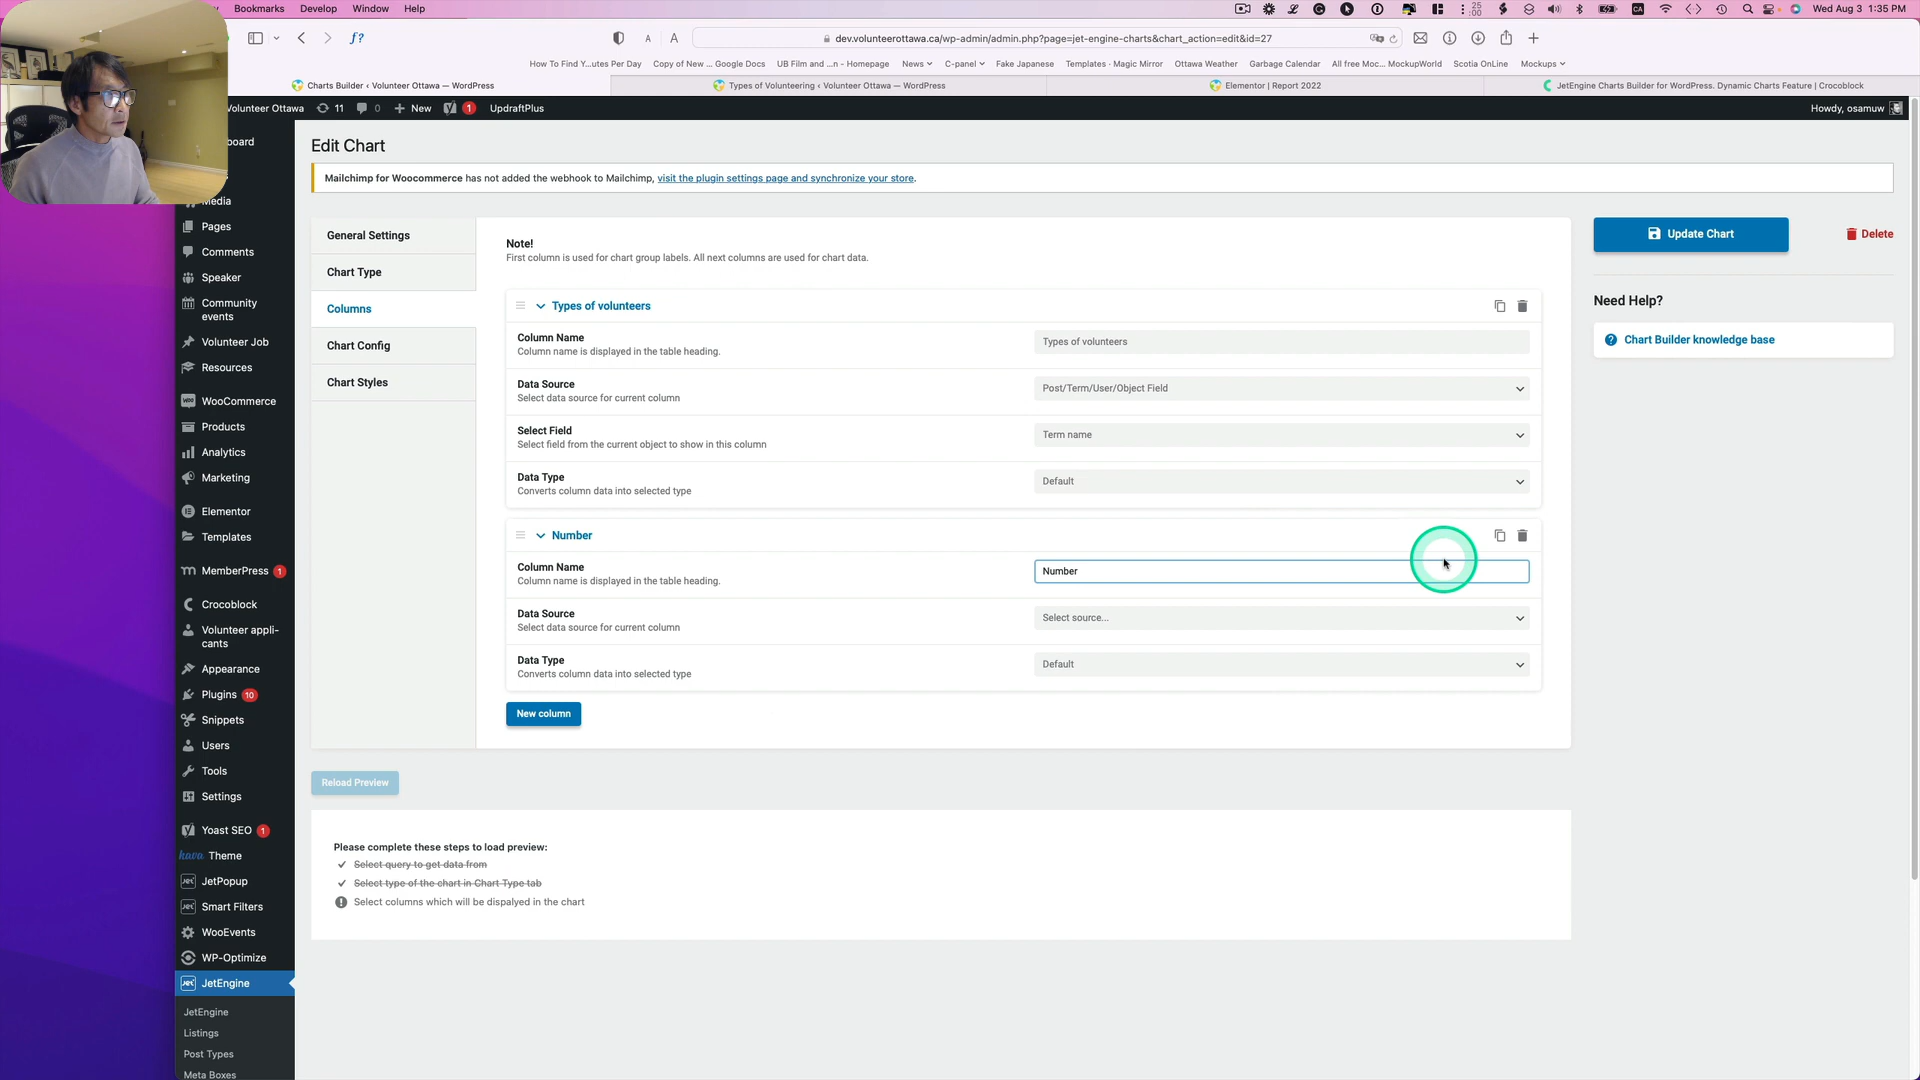 Bookmarks Develop Window Help
25
:00
CA
Wed Aug 3 1:35 PM
f?
A A
dev.volunteerottawa.ca/wp-admin/admin.php?page=jet-engine-charts&chart_action=edit&id=27
How To Find Y...utes Per Day Copy of New ... Google Docs UB Film and ...n - Homepage News C-panel Fake Japanese Templates - Magic Mirror Ottawa Weather Garbage Calendar All free Moc... MockupWorld Scotia OnLine Mockups
Charts Builder ‹ Volunteer Ottawa — WordPress
Types of Volunteering ‹ Volunteer Ottawa — WordPress
Elementor | Report 2022
JetEngine Charts Builder for WordPress. Dynamic Charts Feature | Crocoblock
Volunteer Ottawa 11 0 New 1 UpdraftPlus
Howdy, osamuw
board
Media
Pages
Comments
Speaker
Community
events
Volunteer Job
Resources
WooCommerce
Products
Analytics
Marketing
Elementor
Templates
MemberPress 1
Crocoblock
Volunteer appli-
cants
Appearance
Plugins 10
Snippets
Users
Tools
Settings
Yoast SEO 1
kava Theme
JetPopup
Smart Filters
WooEvents
WP-Optimize
JetEngine
JetEngine
Listings
Post Types
Meta Boxes
Edit Chart
Mailchimp for Woocommerce has not added the webhook to Mailchimp, visit the plugin settings page and synchronize your store.
General Settings
Chart Type
Columns
Chart Config
Chart Styles
Note!
First column is used for chart group labels. All next columns are used for chart data.
Types of volunteers
Column Name
Column name is displayed in the table heading.
Types of volunteers
Data Source
Select data source for current column
Post/Term/User/Object Field
Select Field
Select field from the current object to show in this column
Term name
Data Type
Converts column data into selected type
Default
Number
Column Name
Column name is displayed in the table heading.
Number
Data Source
Select data source for current column
Select source...
Data Type
Converts column data into selected type
Default
New column
Update Chart
Delete
Need Help?
Chart Builder knowledge base
Reload Preview
Please complete these steps to load preview:
Select query to get data from
Select type of the chart in Chart Type tab
Select columns which will be dispalyed in the chart